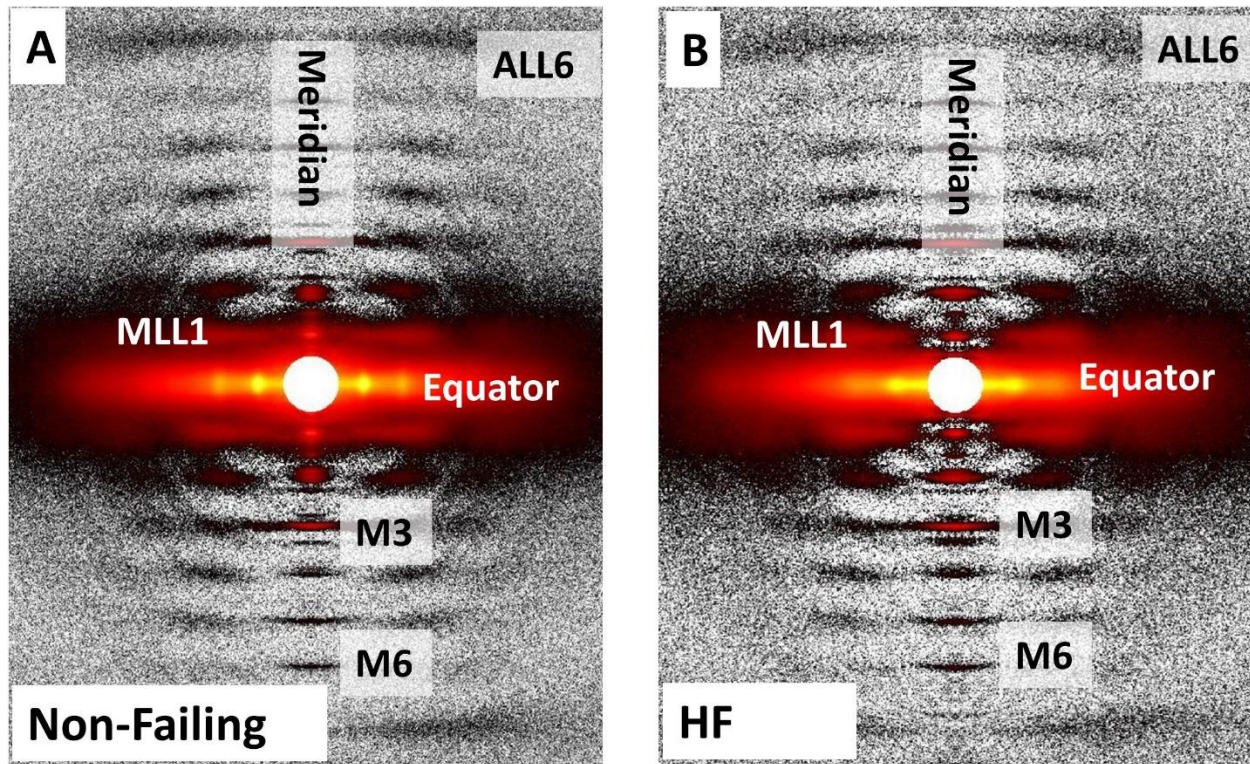 A
Meridian
ALL6
MLL1
Equator
M3
M6
Non-Failing
B
Meridian
ALL6
MLL1
Equator
M3
M6
HF